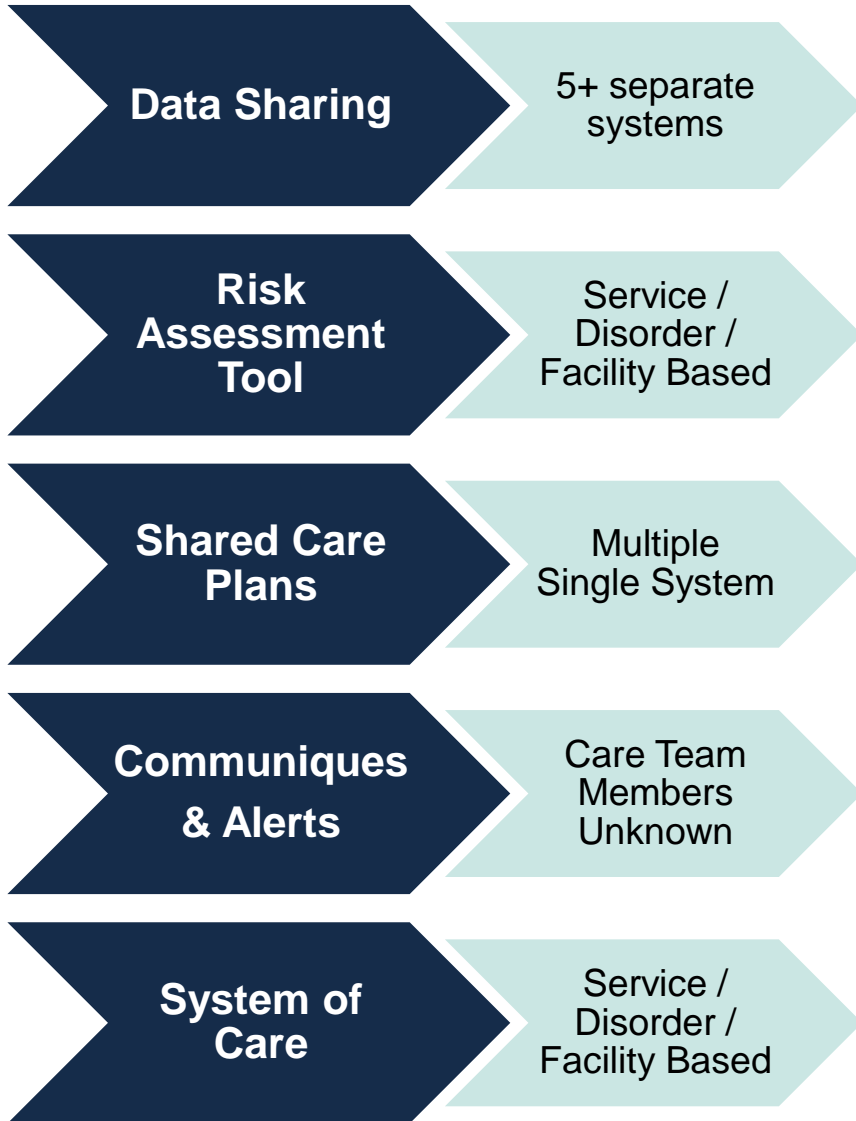 Data Sharing
5+ separate
systems
Risk
Assessment
Tool
Service /
Disorder /
Facility Based
Shared Care
Plans
Multiple
Single System
Communiques
& Alerts
Care Team
Members
Unknown
System of
Care
Service /
Disorder /
Facility Based